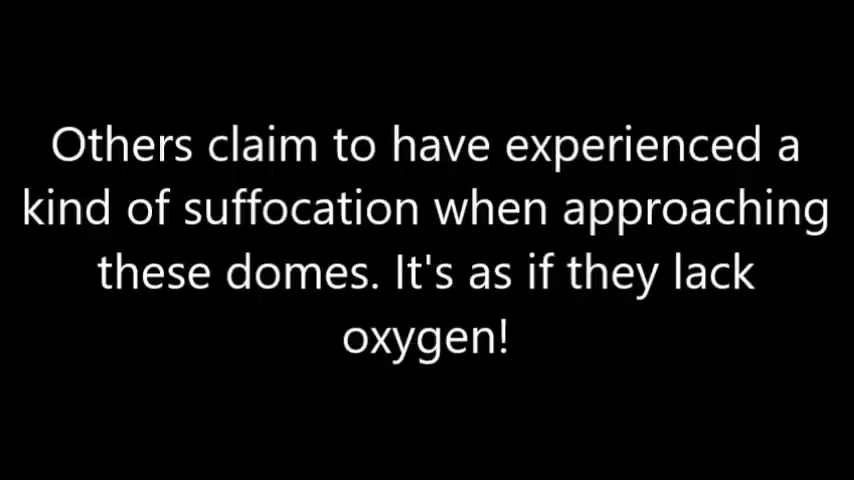 Others claim to have experienced a
kind of suffocation when approaching
these domes. It's as if they lack
oxygen!